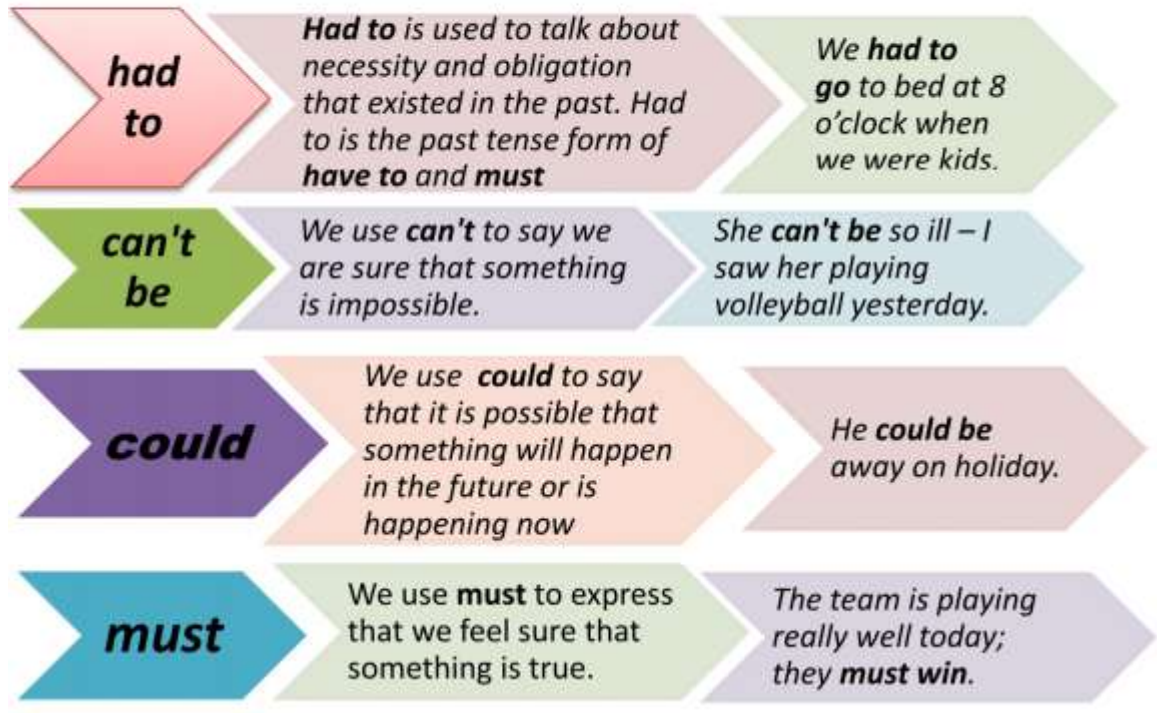 had
to
Had to is used to talk about
necessity and obligation
that existed in the past. Had
to is the past tense form of
have to and must
We had to
go to bed at 8
o’clock when
we were kids.
can't
be
We use can't to say we
are sure that something
is impossible.
She can't be so ill – I
saw her playing
volleyball yesterday.
could
We use could to say
that it is possible that
something will happen
in the future or is
happening now
He could be
away on holiday.
must
We use must to express
that we feel sure that
something is true.
The team is playing
really well today;
they must win.